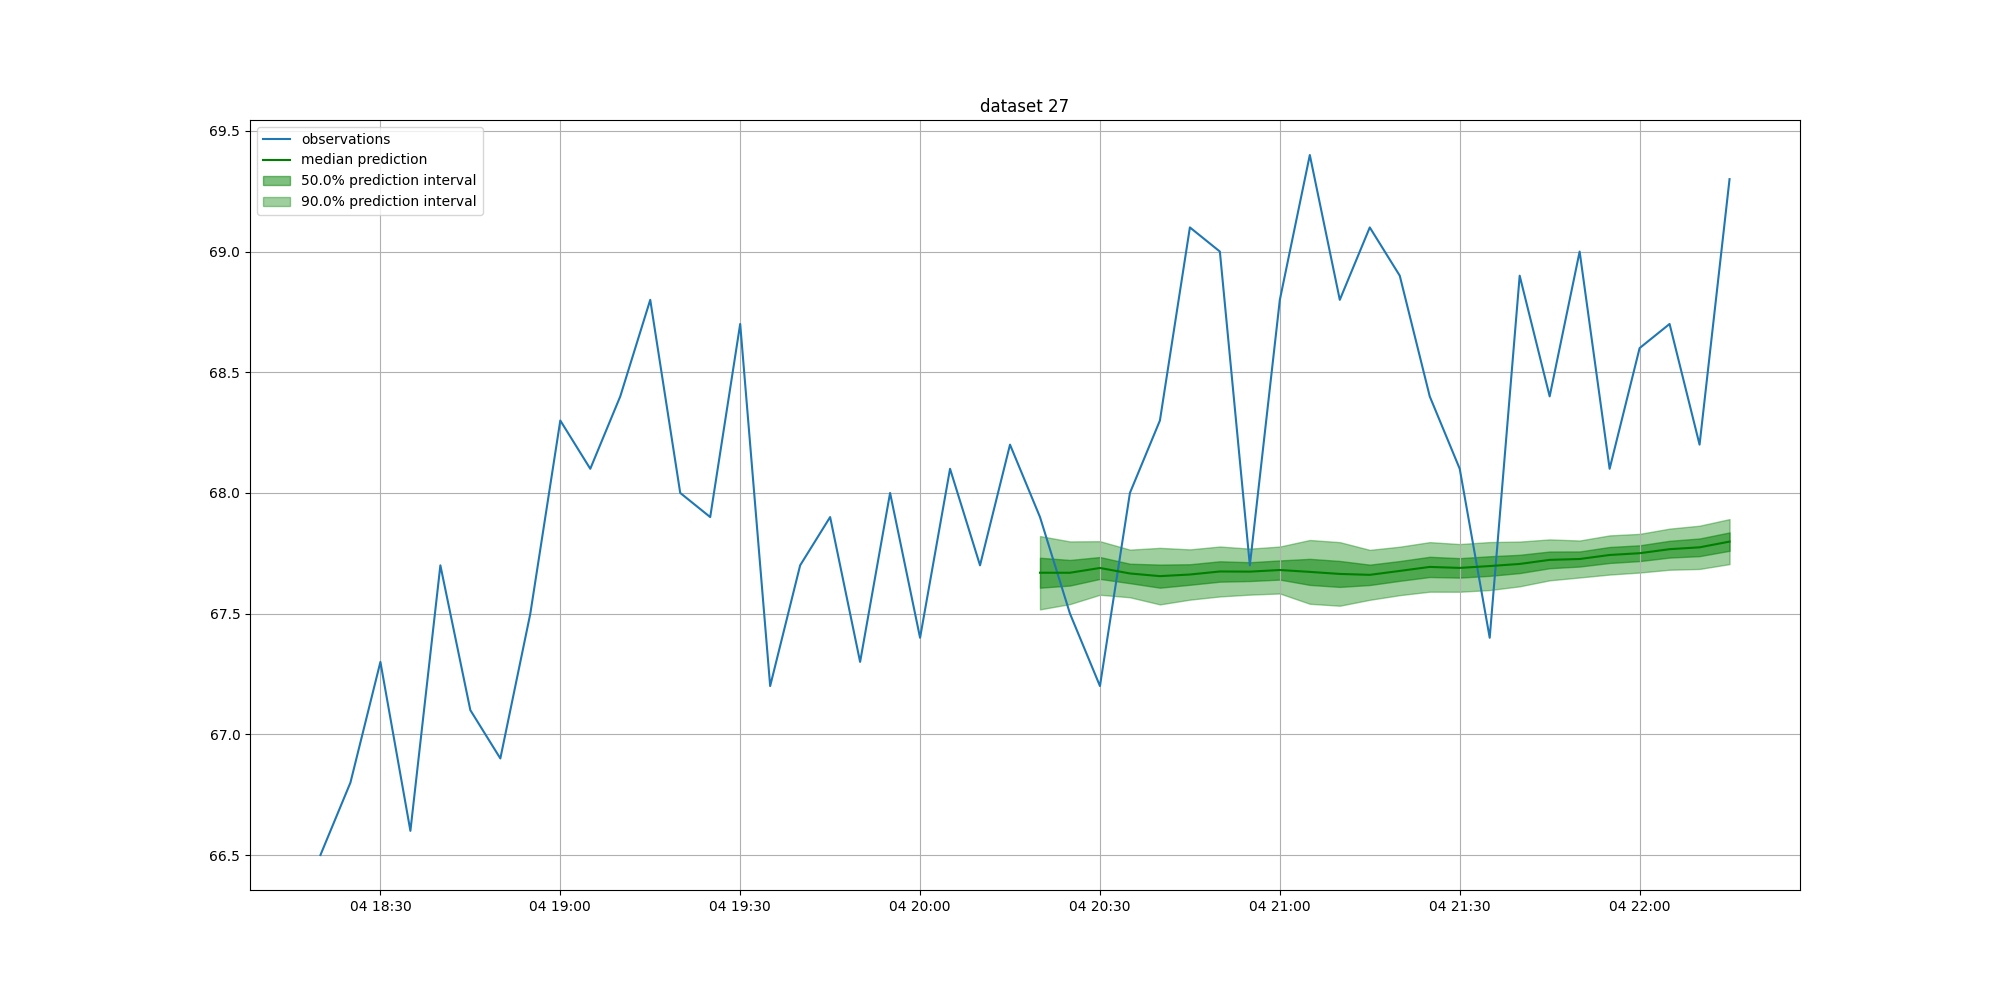 dataset 27
69.5
69.0
68.5
68.0
67.5
67.0
66.5
observations
median prediction
50.0% prediction interval
90.0% prediction interval
04 18:30 04 19:00 04 19:30 04 20:00 04 20:30 04 21:00 04 21:30 04 22:00